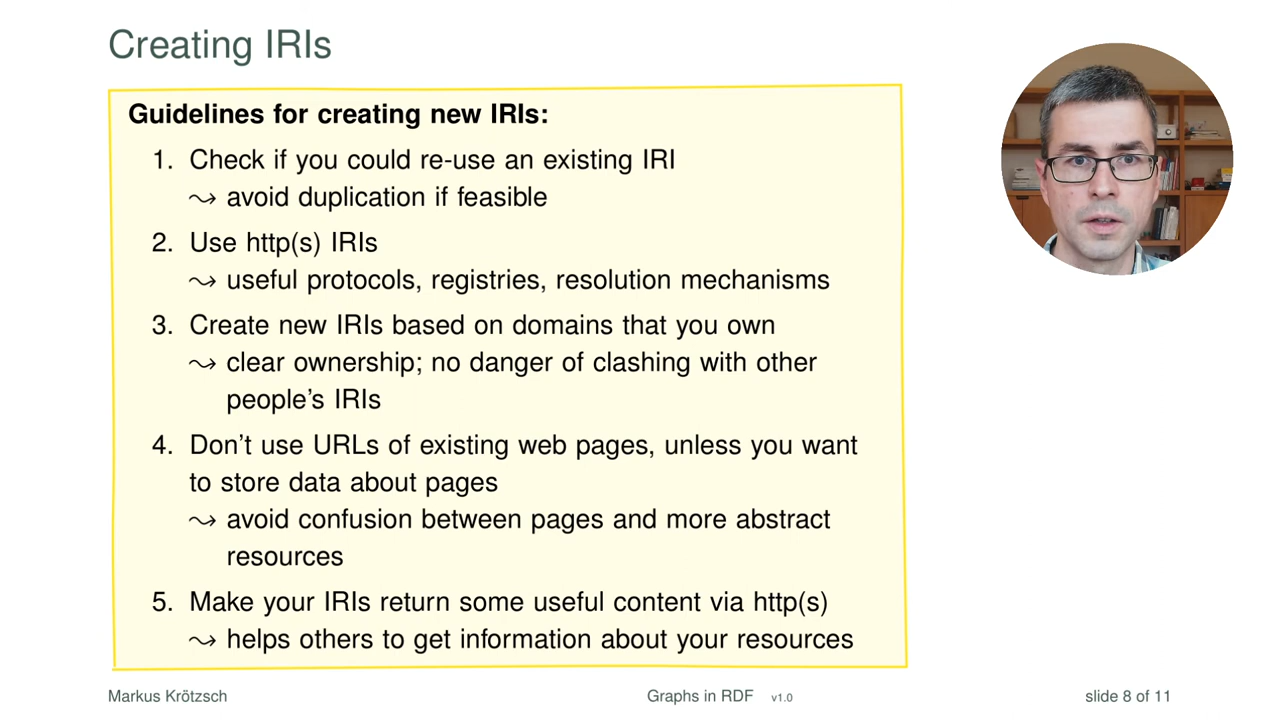 Creating IRIs
Guidelines for creating new IRIs:
1. Check if you could re-use an existing IRI
⤳ avoid duplication if feasible
2. Use http(s) IRIs
⤳ useful protocols, registries, resolution mechanisms
3. Create new IRIs based on domains that you own
⤳ clear ownership; no danger of clashing with other
people's IRIs
4. Don't use URLs of existing web pages, unless you want
to store data about pages
⤳ avoid confusion between pages and more abstract
resources
5. Make your IRIs return some useful content via http(s)
⤳ helps others to get information about your resources
Markus Krötzsch Graphs in RDF v1.0 slide 8 of 11